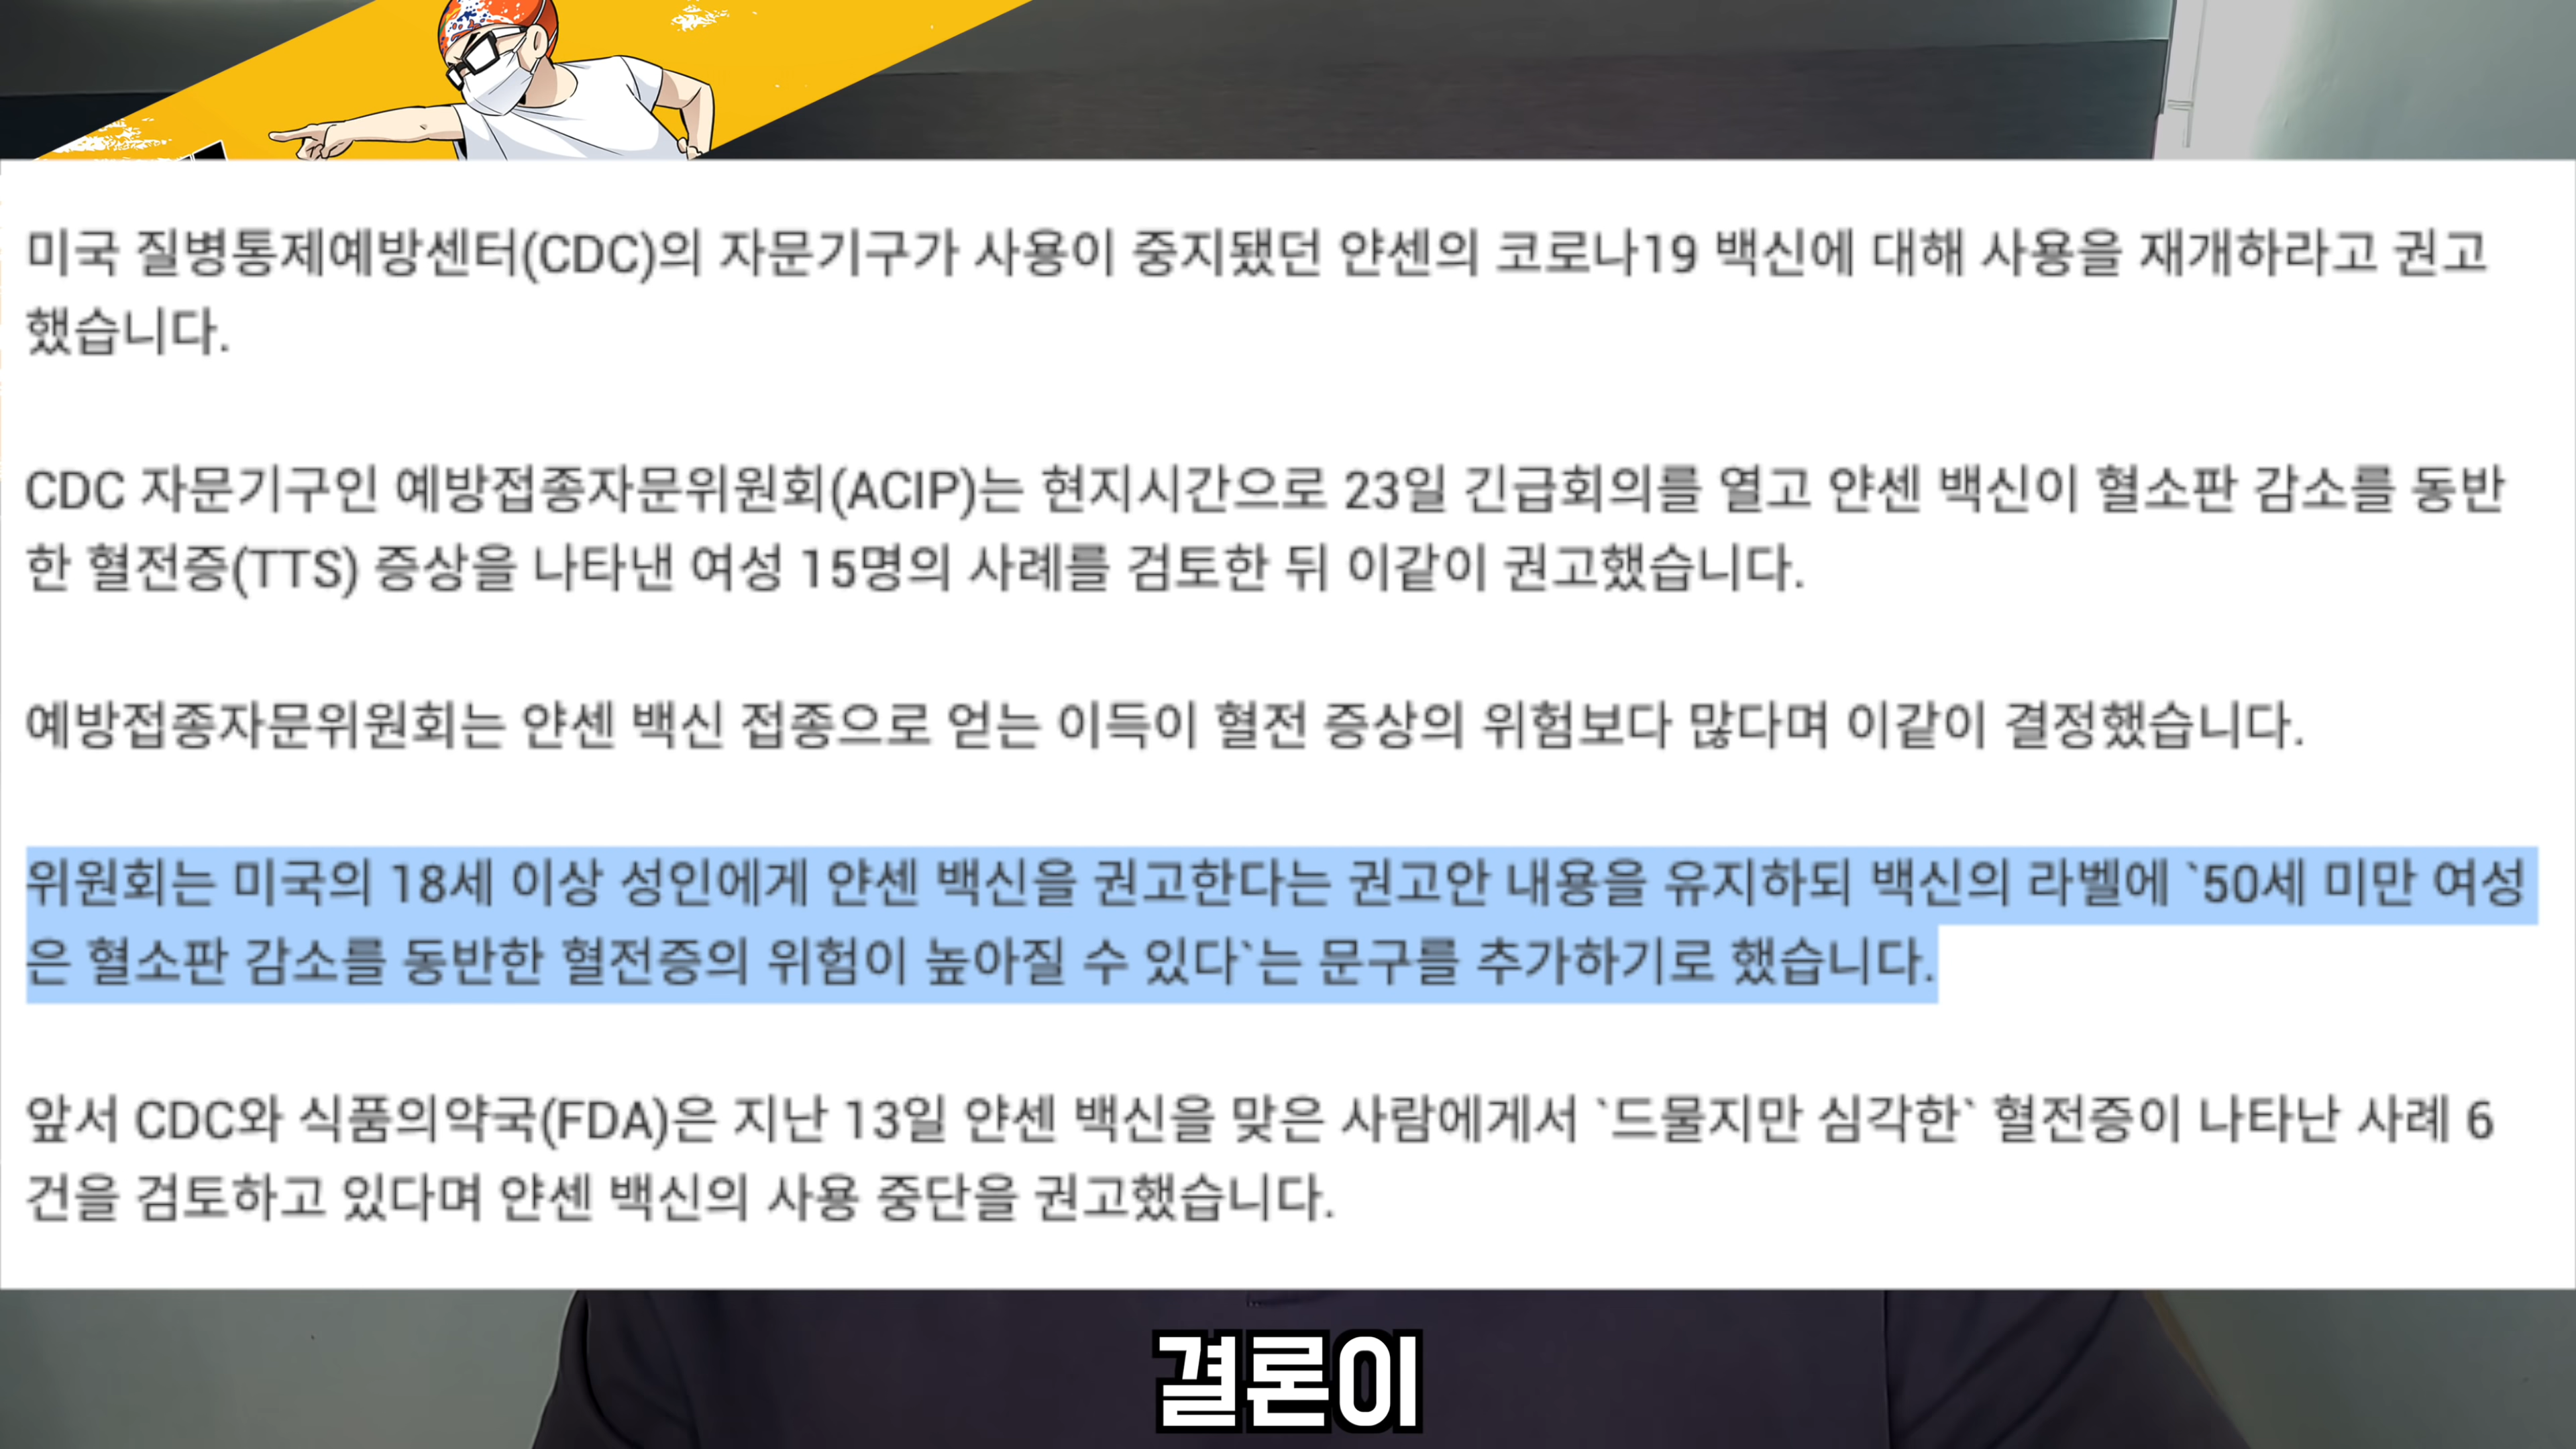 미국 질병통제예방센터(CDC)의 자문기구가 사용이 중지됐던 얀센의 코로나19 백신에 대해 사용을 재개하라고 권고
했습니다.
CDC 자문기구인 예방접종자문위원회(ACIP)는 현지시간으로 23일 긴급회의를 열고 얀센 백신이 혈소판 감소를 동반
한 혈전증(TTS) 증상을 나타낸 여성 15명의 사례를 검토한 뒤 이같이 권고했습니다.
예방접종자문위원회는 얀센 백신 접종으로 얻는 이득이 혈전 증상의 위험보다 많다며 이같이 결정했습니다.
위원회는 미국의 18세 이상 성인에게 얀센 백신을 권고한다는 권고안 내용을 유지하되 백신의 라벨에 `50세 미만 여성
은 혈소판 감소를 동반한 혈전증의 위험이 높아질 수 있다`는 문구를 추가하기로 했습니다.
앞서 CDC와 식품의약국(FDA)은 지난 13일 얀센 백신을 맞은 사람에게서 `드물지만 심각한` 혈전증이 나타난 사례 6
건을 검토하고 있다며 얀센 백신의 사용 중단을 권고했습니다.
결론이